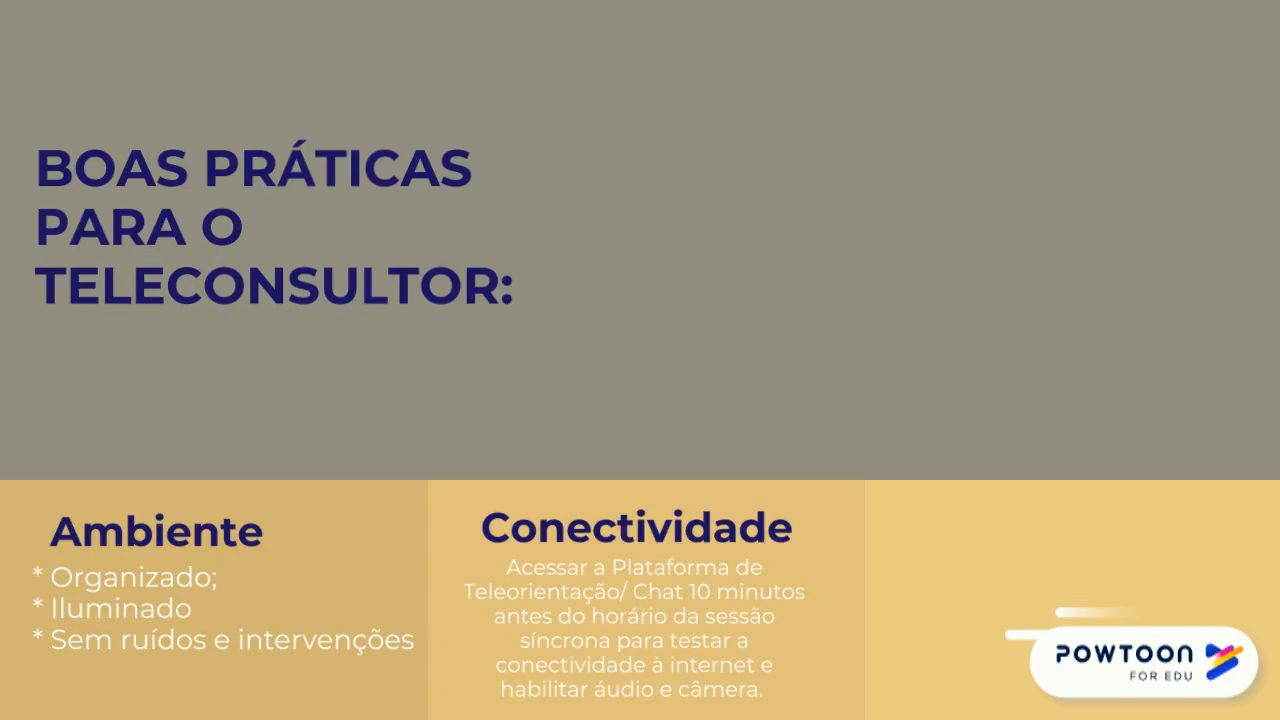 BOAS PRÁTICAS
PARA O
TELECONSULTOR:
Ambiente
* Organizado;
* Iluminado
* Sem ruídos e intervenções
Conectividade
Acessar a Plataforma de
Teleorientação/ Chat 10 minutos
antes do horário da sessão
síncrona para testar a
conectividade à internet e
habilitar áudio e câmera.
POWTOON
FOR EDU